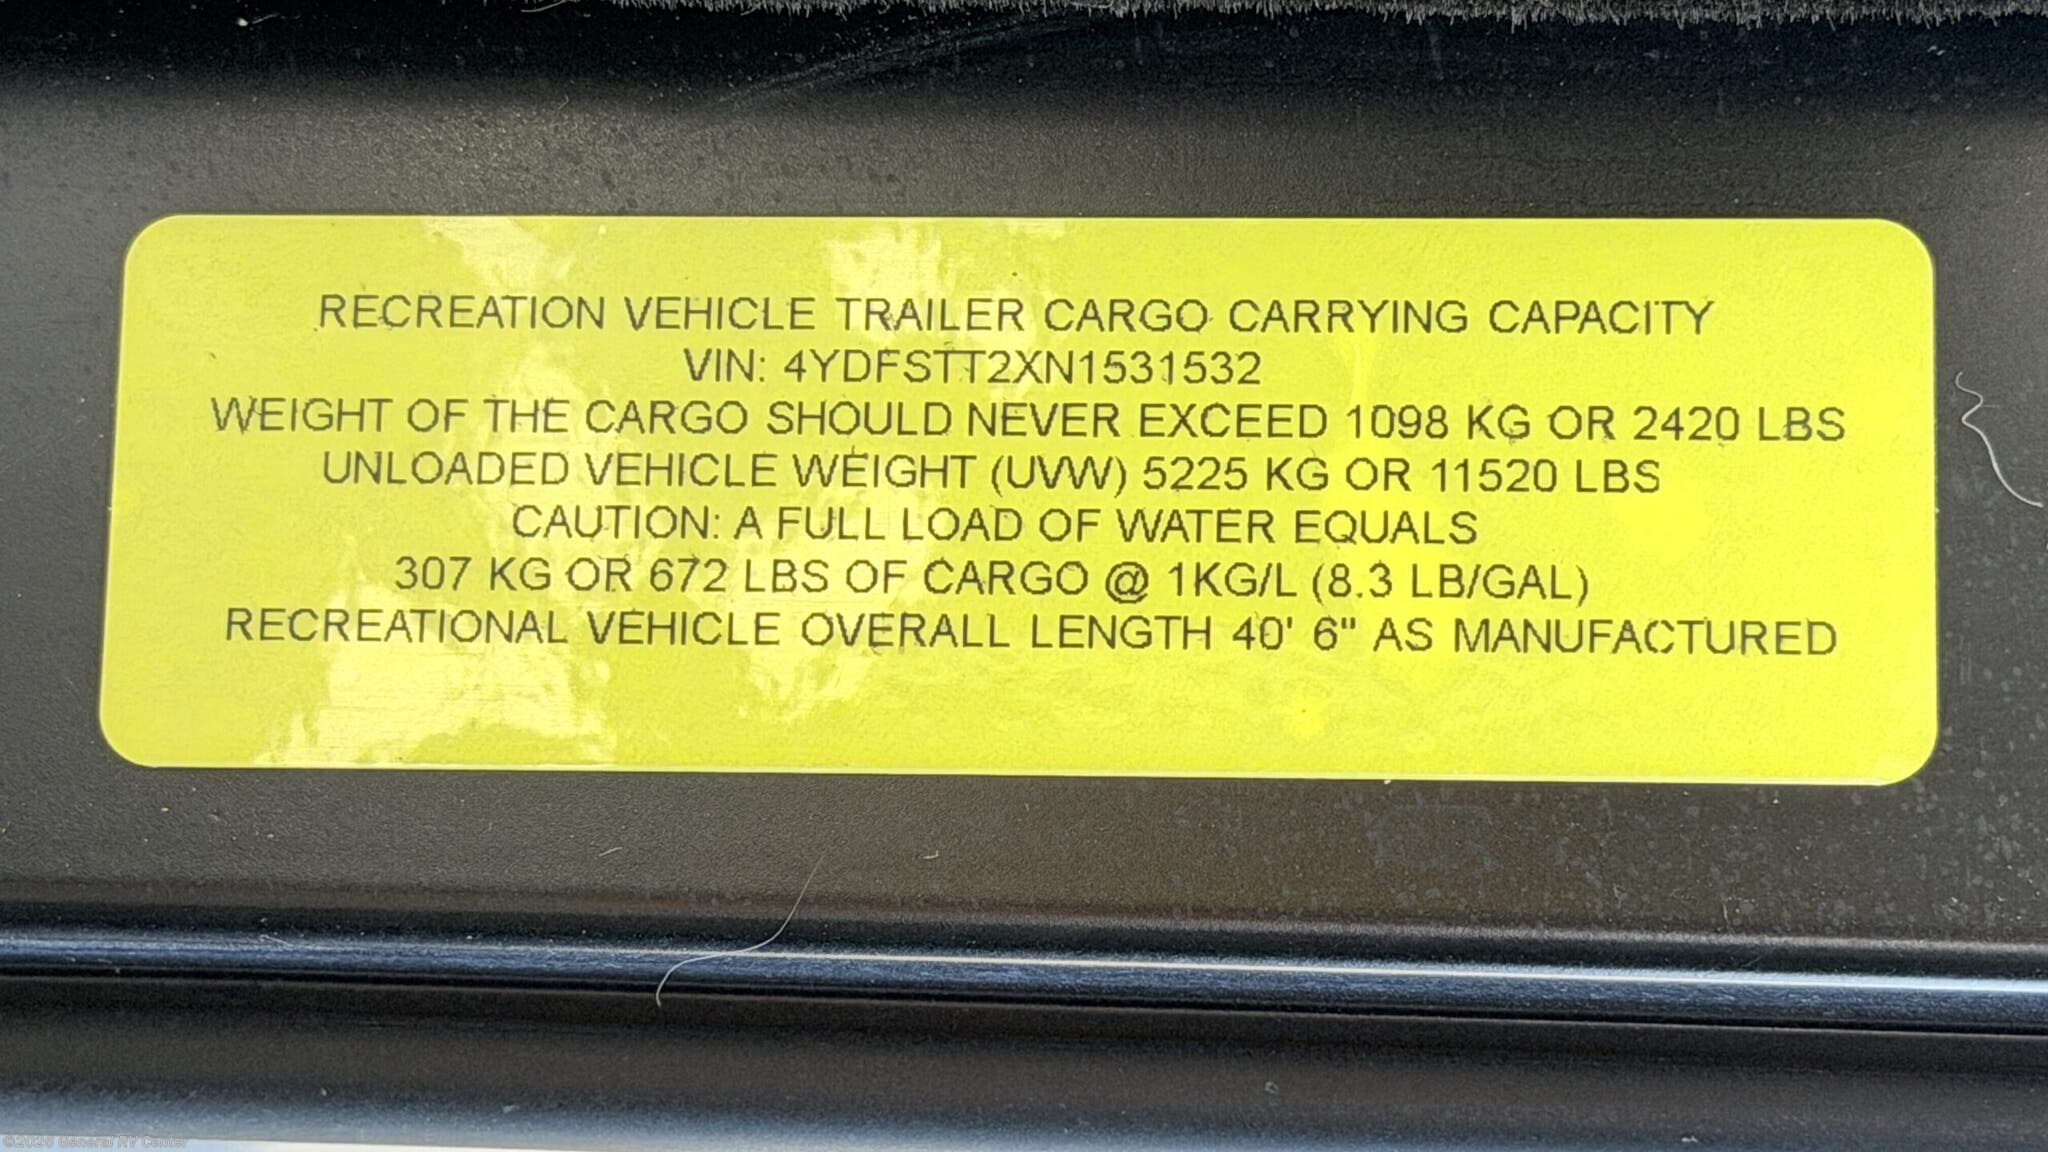 RECREATION VEHICLE TRAILER CARGO CARRYING CAPACITY
VIN: 4YDFSTT2XN1531532
WEIGHT OF THE CARGO SHOULD NEVER EXCEED 1098 KG OR 2420 LBS
UNLOADED VEHICLE WEIGHT (UVW) 5225 KG OR 11520 LBS
CAUTION: A FULL LOAD OF WATER EQUALS
307 KG OR 672 LBS OF CARGO @ 1KG/L (8.3 LB/GAL)
RECREATIONAL VEHICLE OVERALL LENGTH 40' 6" AS MANUFACTURED
©2026 General RV Center